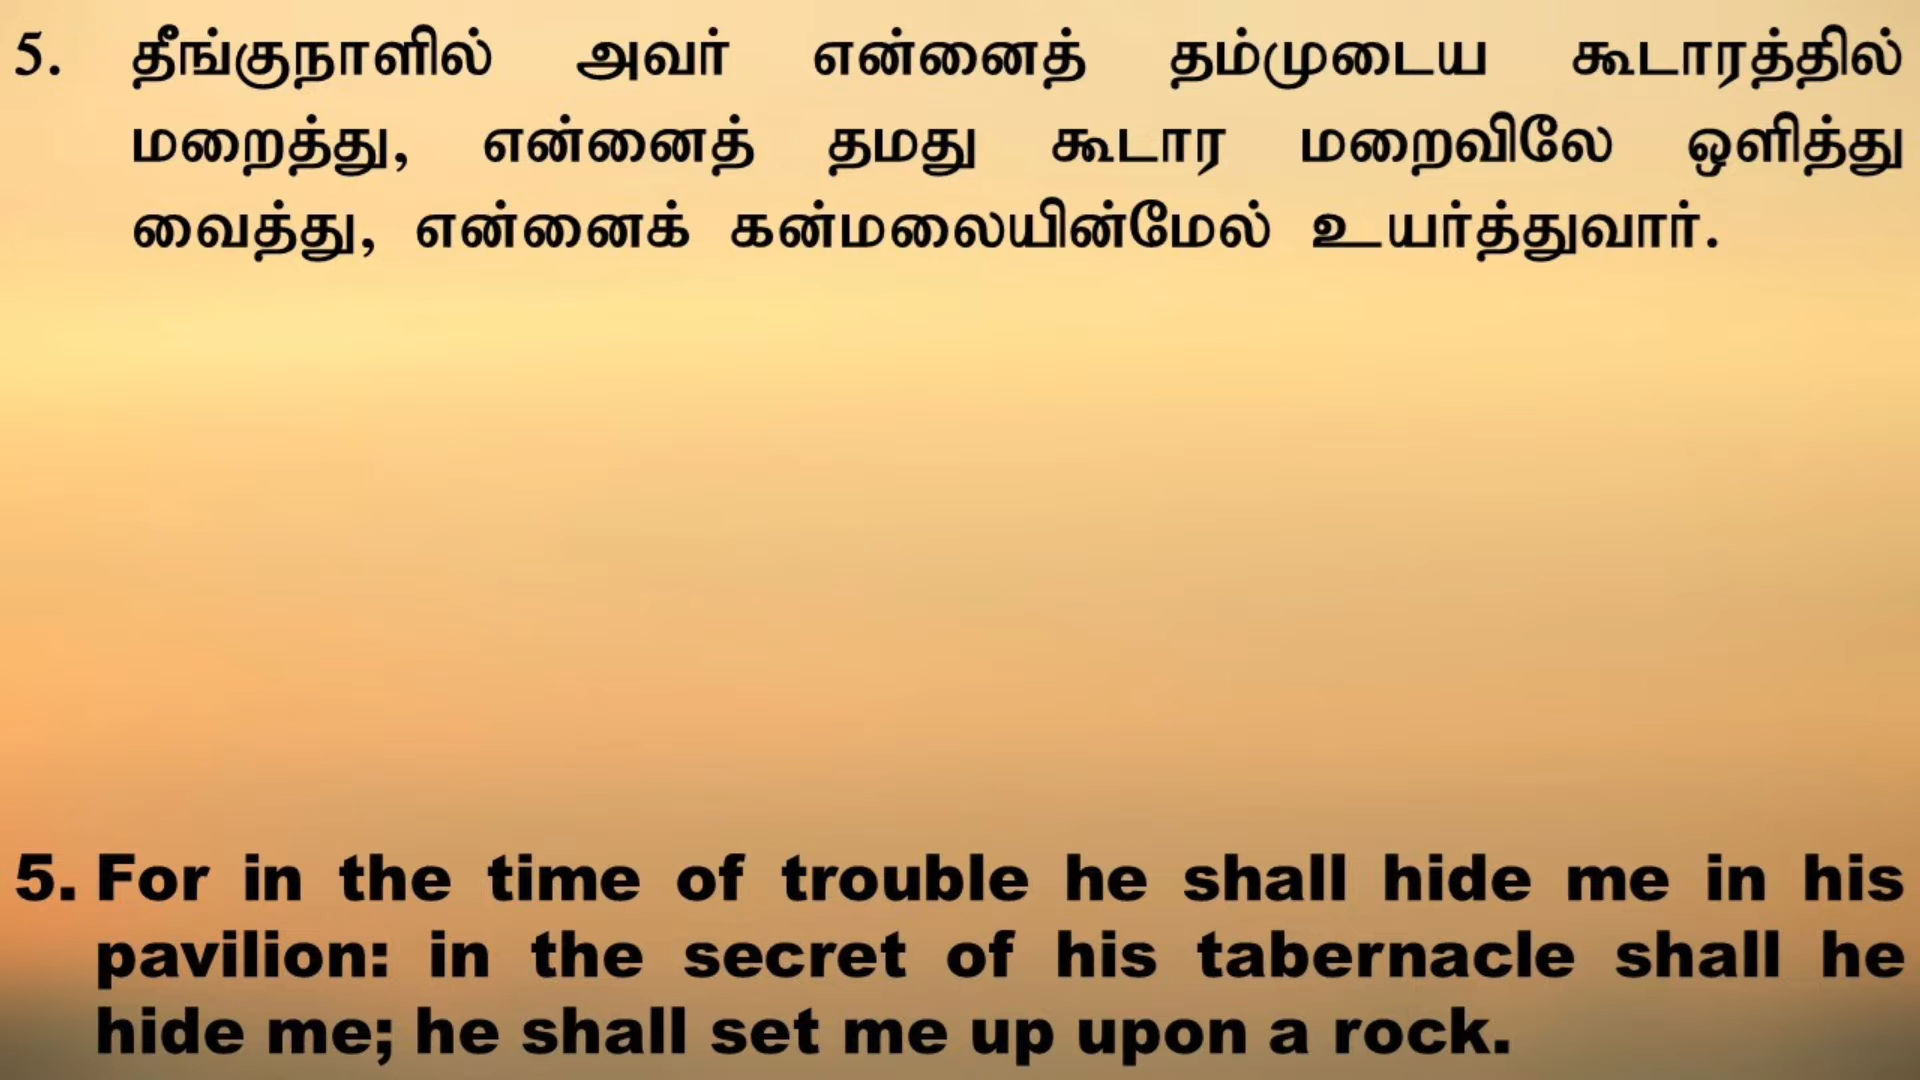 5. தீங்குநாளில் அவர் என்னைத் தம்முடைய கூடாரத்தில்
மறைத்து, என்னைத் தமது கூடார மறைவிலே ஒளித்து
வைத்து, என்னைக் கன்மலையின்மேல் உயர்த்துவார்.
5. For in the time of trouble he shall hide me in his
pavilion: in the secret of his tabernacle shall he
hide me; he shall set me up upon a rock.